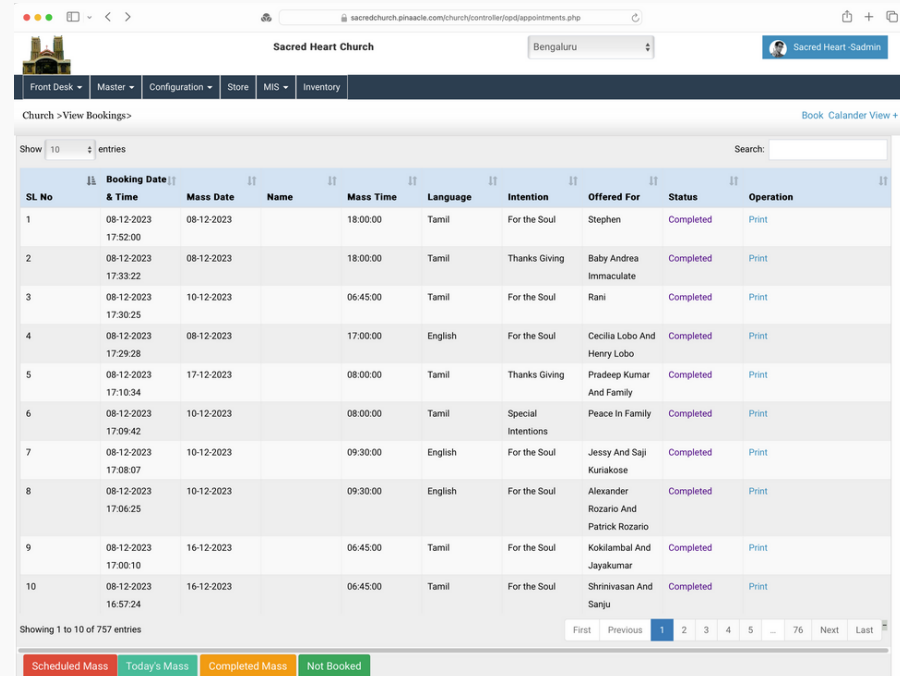 sacredchurch.pinaacle.com/church/controller/opd/appointments.php
Sacred Heart Church
Bengaluru
Sacred Heart -Sadmin
Front Desk Master Configuration Store MIS Inventory
Church >View Bookings>
Book Calander View +
Show 10 entries
Search:
Booking Date
SL No & Time Mass Date Name Mass Time Language Intention Offered For Status Operation
1 08-12-2023 08-12-2023 18:00:00 Tamil For the Soul Stephen Completed Print
17:52:00
2 08-12-2023 08-12-2023 18:00:00 Tamil Thanks Giving Baby Andrea Completed Print
17:33:22 Immaculate
3 08-12-2023 10-12-2023 06:45:00 Tamil For the Soul Rani Completed Print
17:30:25
4 08-12-2023 08-12-2023 17:00:00 English For the Soul Cecilia Lobo And Completed Print
17:29:28 Henry Lobo
5 08-12-2023 17-12-2023 08:00:00 Tamil Thanks Giving Pradeep Kumar Completed Print
17:10:34 And Family
6 08-12-2023 10-12-2023 08:00:00 Tamil Special Peace In Family Completed Print
17:09:42 Intentions
7 08-12-2023 10-12-2023 09:30:00 English For the Soul Jessy And Saji Completed Print
17:08:07 Kuriakose
8 08-12-2023 10-12-2023 09:30:00 English For the Soul Alexander Completed Print
17:06:25 Rozario And
Patrick Rozario
9 08-12-2023 16-12-2023 06:45:00 Tamil For the Soul Kokilambal And Completed Print
17:00:10 Jayakumar
10 08-12-2023 16-12-2023 06:45:00 Tamil For the Soul Shrinivasan And Completed Print
16:57:24 Sanju
Showing 1 to 10 of 757 entries
First Previous 1 2 3 4 5 ... 76 Next Last
Scheduled Mass Today's Mass Completed Mass Not Booked